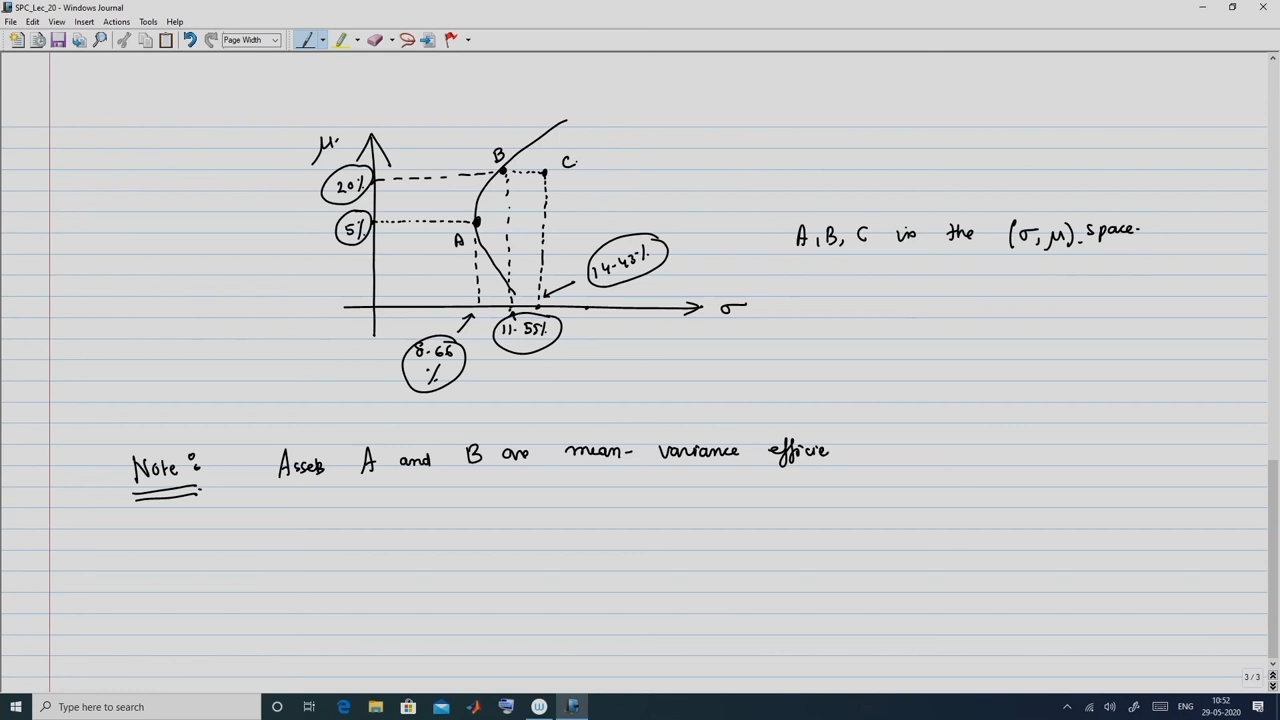 SPC_Lec_20 - Windows Journal
File Edit View Insert Actions Tools Help
Page Width
μ
B
C
20%
5%
A
A, B, C in the (σ, μ) space.
14.43%
σ
11.55%
8.66
%
Note:
Assets A and B are mean-variance efficie
3/3
Type here to search
ENG
10:52
29-05-2020